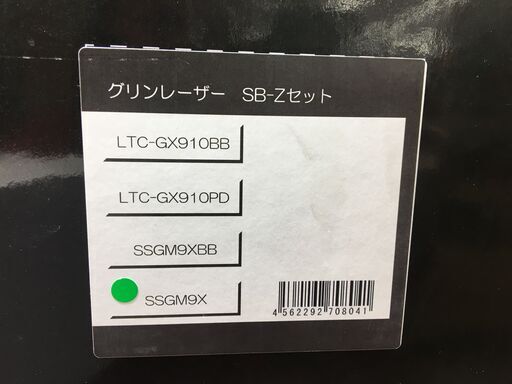 グリンレーザー SB-Zセット
LTC-GX910BB
LTC-GX910PD
SSGM9XBB
SSGM9X
4562292708041